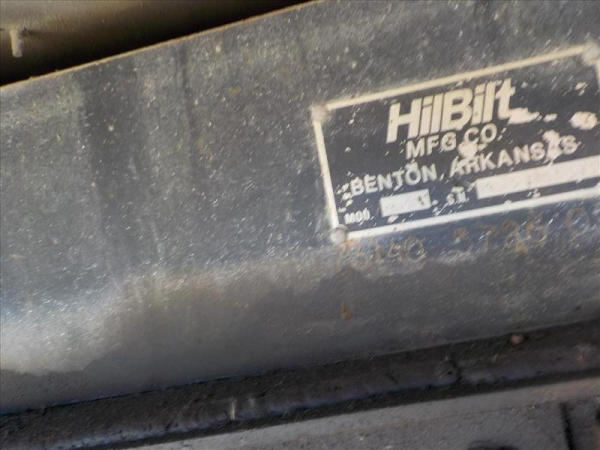 HilBilt
MFG. CO.
BENTON, ARKANSAS
MOD. S.N.